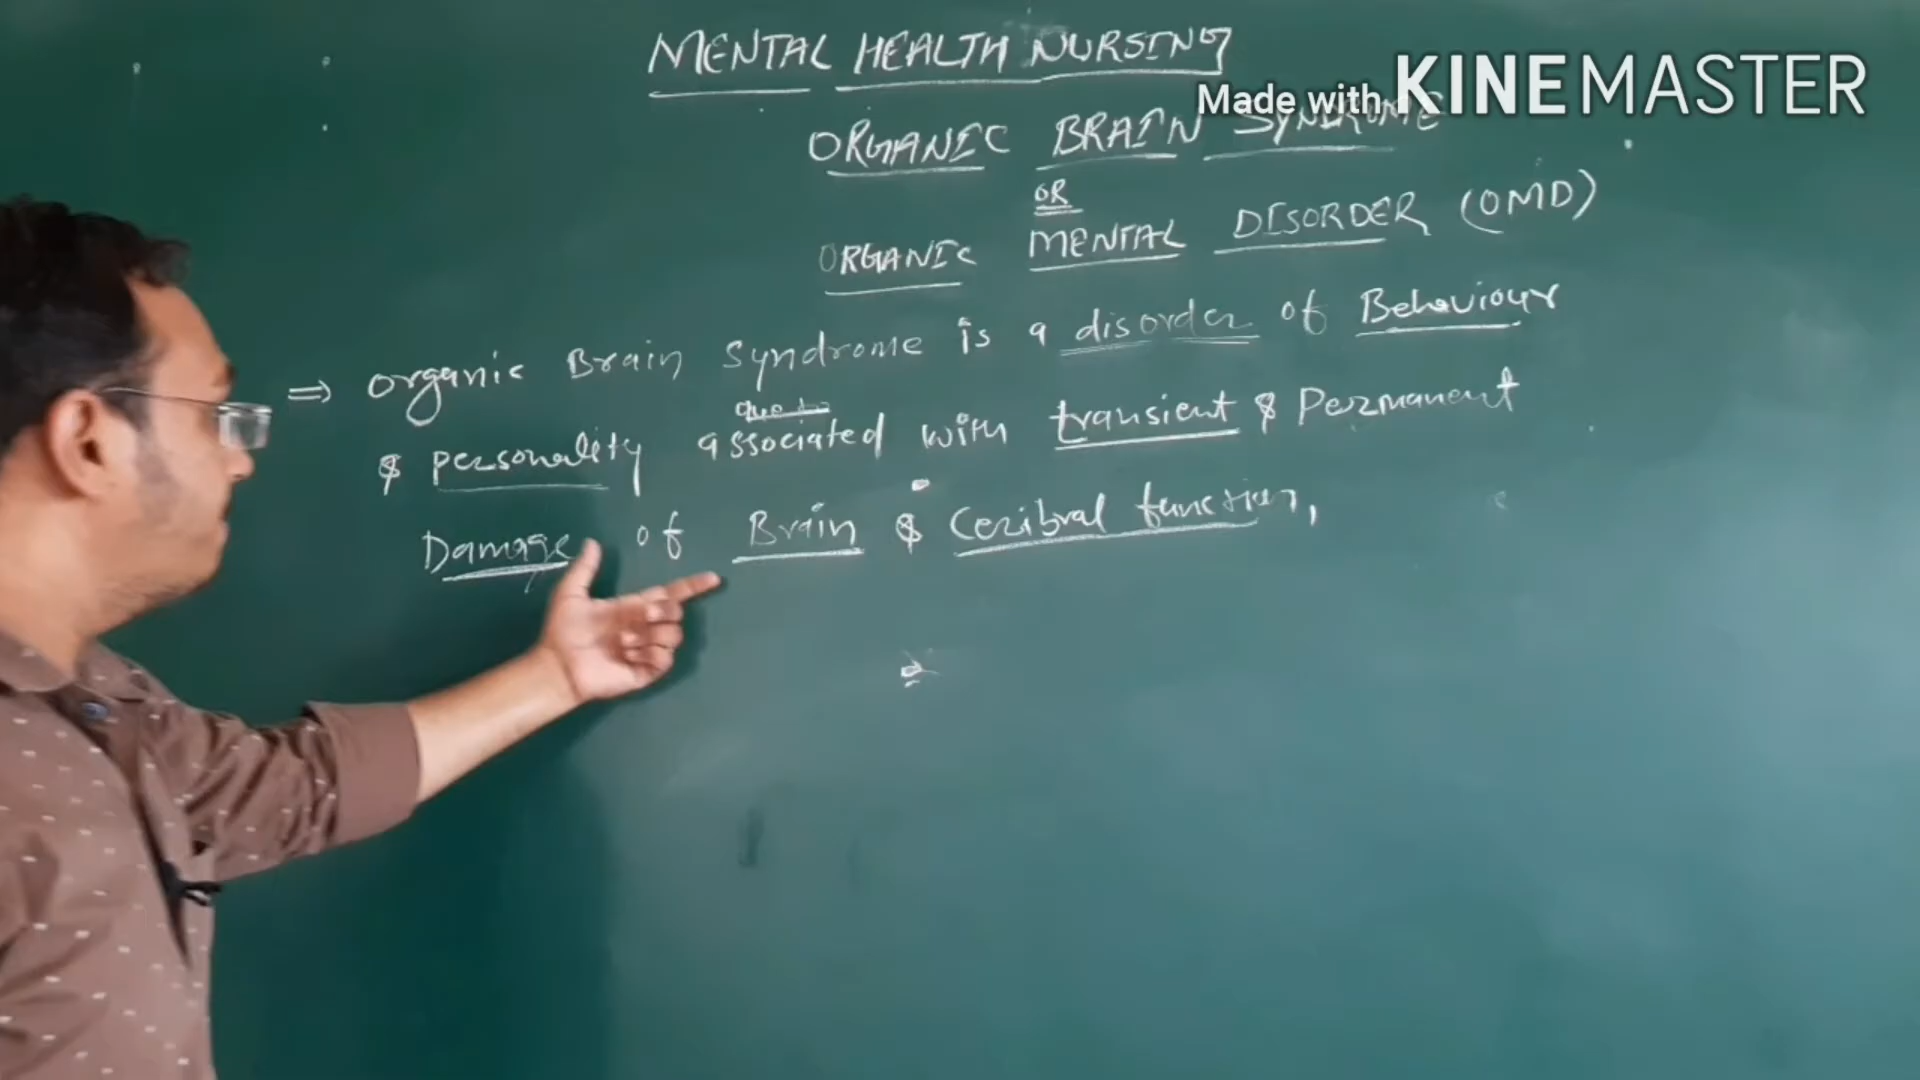 MENTAL HEALTH NURSING
Made with KINEMASTER
ORGANIC BRAIN SYNDROME
OR
ORGANIC MENTAL DISORDER (OMD)
⇒ Organic Brain Syndrome is a disorder of Behaviour
& Personality associated with transient & Permanent
Damage of Brain & Ceribral function,